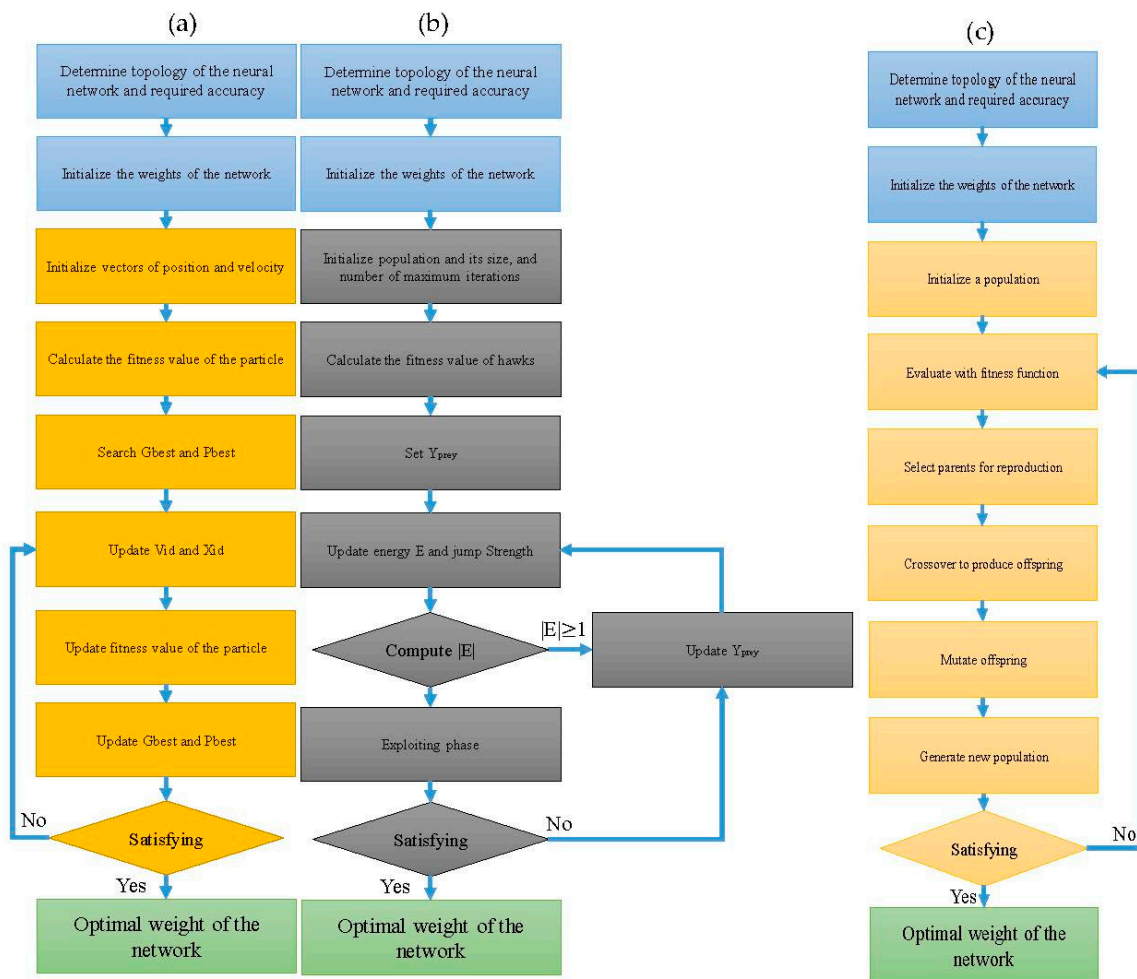 (a)
Determine topology of the neural
network and required accuracy
Initialize the weights of the network
Initialize vectors of position and velocity
Calculate the fitness value of the particle
Search Gbest and Pbest
Update Vid and Xid
Update fitness value of the particle
Update Gbest and Pbest
No
Satisfying
Yes
Optimal weight of the
network
(b)
Determine topology of the neural
network and required accuracy
Initialize the weights of the network
Initialize population and its size, and
number of maximum iterations
Calculate the fitness value of hawks
Set Yprey
Update energy E and jump Strength
Compute |E|
|E|≥1
Update Yprey
Exploiting phase
Satisfying
No
Yes
Optimal weight of the
network
(c)
Determine topology of the neural
network and required accuracy
Initialize the weights of the network
Initialize a population
Evaluate with fitness function
Select parents for reproduction
Crossover to produce offspring
Mutate offspring
Generate new population
Satisfying
No
Yes
Optimal weight of the
network